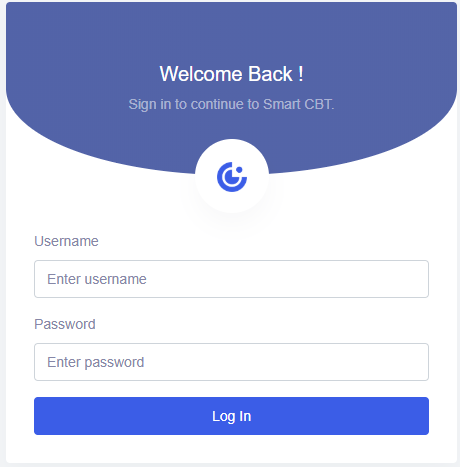 Welcome Back !
Sign in to continue to Smart CBT.
Username
Enter username
Password
Enter password
Log In